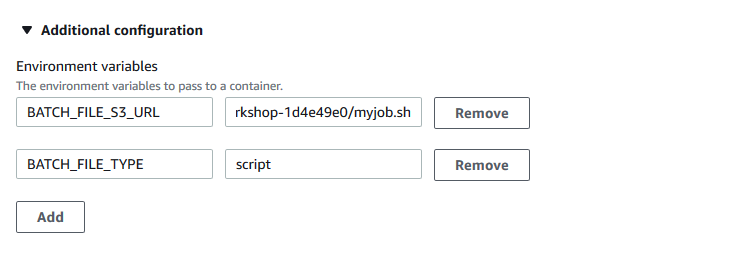 Additional configuration
Environment variables
The environment variables to pass to a container.
BATCH_FILE_S3_URL rkshop-1d4e49e0/myjob.sh Remove
BATCH_FILE_TYPE script Remove
Add